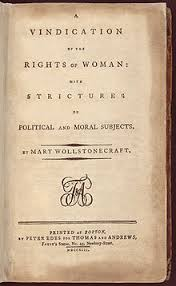 A
VINDICATION
OF THE
RIGHTS OF WOMAN:
WITH
STRICTURES
ON
POLITICAL AND MORAL SUBJECTS.
BY MARY WOLLSTONECRAFT.
PRINTED AT BOSTON,
BY PETER EDES FOR THOMAS AND ANDREWS,
FAUST'S STATUE, No. 45, NEWBURY-STREET.
MDCCXCII.